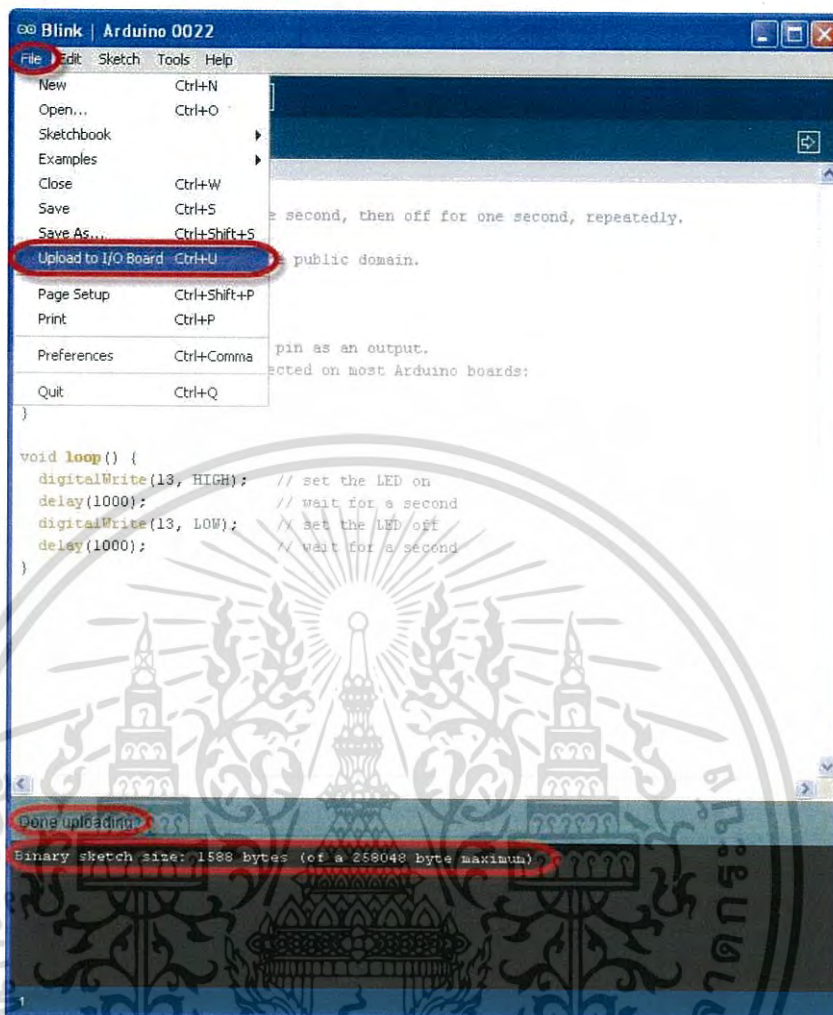 Blink | Arduino 0022
File Edit Sketch Tools Help
New Ctrl+N
Open... Ctrl+O
Sketchbook
Examples
Close Ctrl+W
Save Ctrl+S
Save As... Ctrl+Shift+S
Upload to I/O Board Ctrl+U
Page Setup Ctrl+Shift+P
Print Ctrl+P
Preferences Ctrl+Comma
Quit Ctrl+Q
second, then off for one second, repeatedly.
public domain.
pin as an output.
ected on most Arduino boards:
}
void loop() {
digitalWrite(13, HIGH); // set the LED on
delay(1000); // wait for a second
digitalWrite(13, LOW); // set the LED off
delay(1000); // wait for a second
}
Done uploading.
Binary sketch size: 1588 bytes (of a 258048 byte maximum)
1